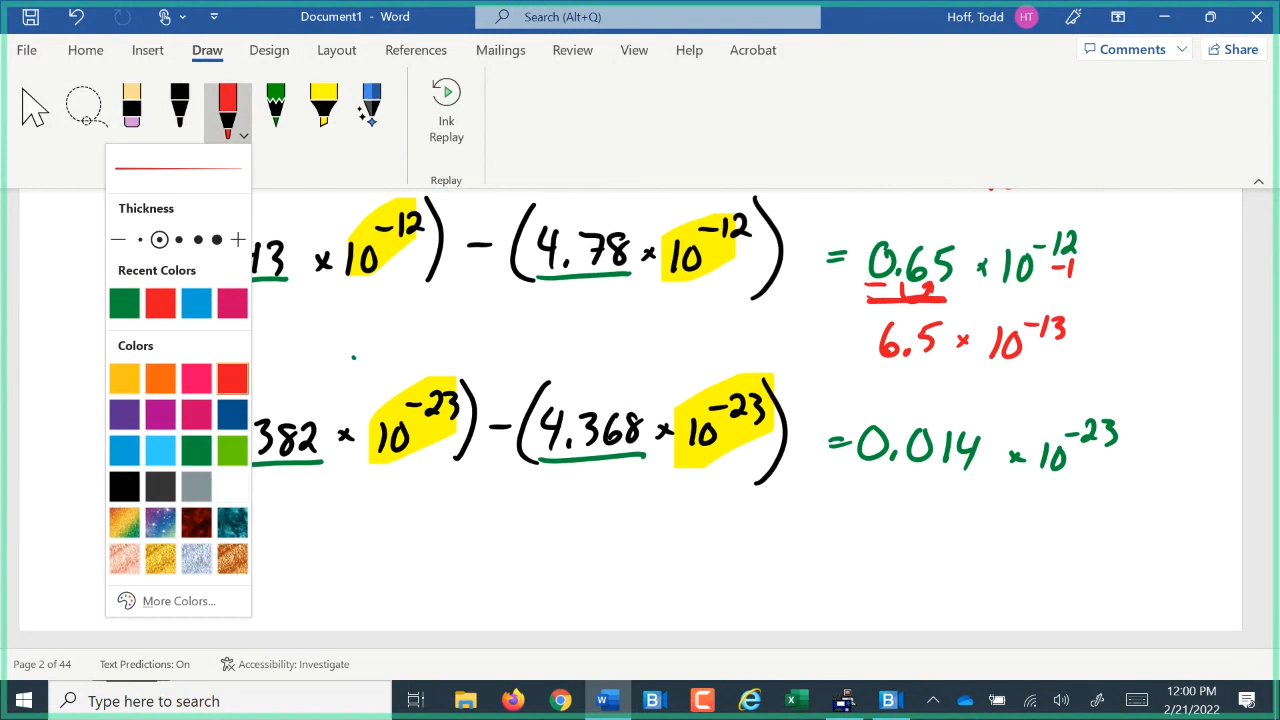 Document1 - Word
Search (Alt+Q)
Hoff, Todd
HT
File Home Insert Draw Design Layout References Mailings Review View Help Acrobat
Comments
Share
Ink Replay
Replay
Thickness
Recent Colors
Colors
More Colors...
13 × 10^-12) - (4.78 × 10^-12) = 0.65 × 10^-12
-1
6.5 × 10^-13
382 × 10^-23) - (4.368 × 10^-23) = 0.014 × 10^-23
Page 2 of 44
Text Predictions: On
Accessibility: Investigate
Type here to search
12:00 PM
2/21/2022